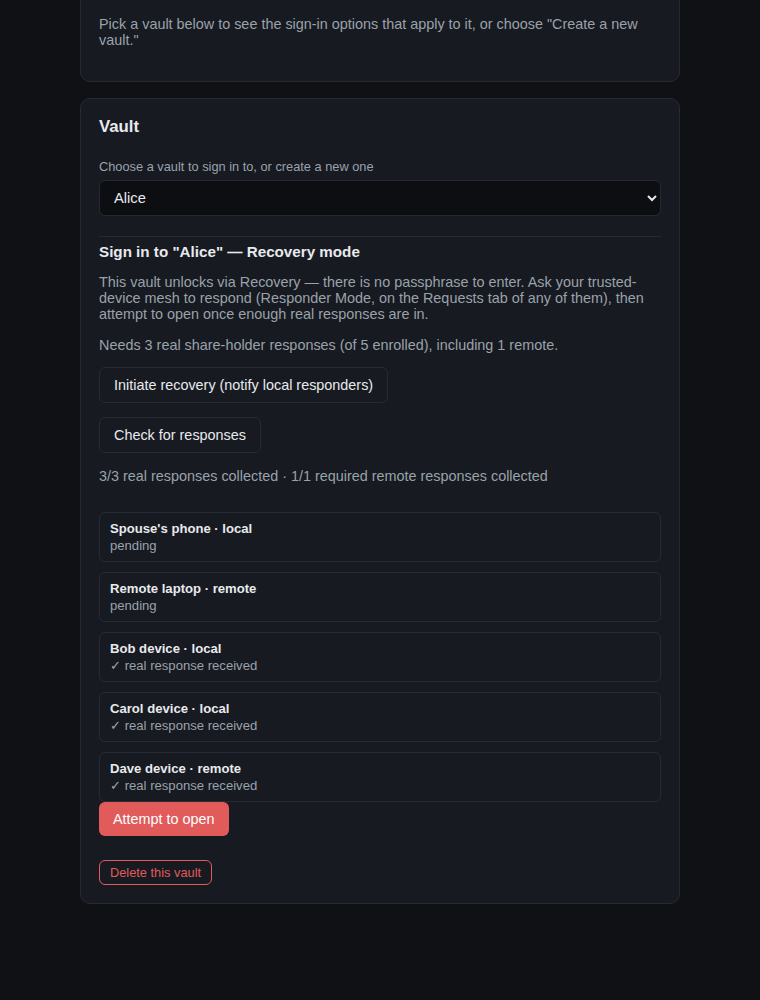 Pick a vault below to see the sign-in options that apply to it, or choose "Create a new
vault."
Vault
Choose a vault to sign in to, or create a new one
Alice
Sign in to "Alice" — Recovery mode
This vault unlocks via Recovery — there is no passphrase to enter. Ask your trusted-
device mesh to respond (Responder Mode, on the Requests tab of any of them), then
attempt to open once enough real responses are in.
Needs 3 real share-holder responses (of 5 enrolled), including 1 remote.
Initiate recovery (notify local responders)
Check for responses
3/3 real responses collected · 1/1 required remote responses collected
Spouse's phone · local
pending
Remote laptop · remote
pending
Bob device · local
✓ real response received
Carol device · local
✓ real response received
Dave device · remote
✓ real response received
Attempt to open
Delete this vault